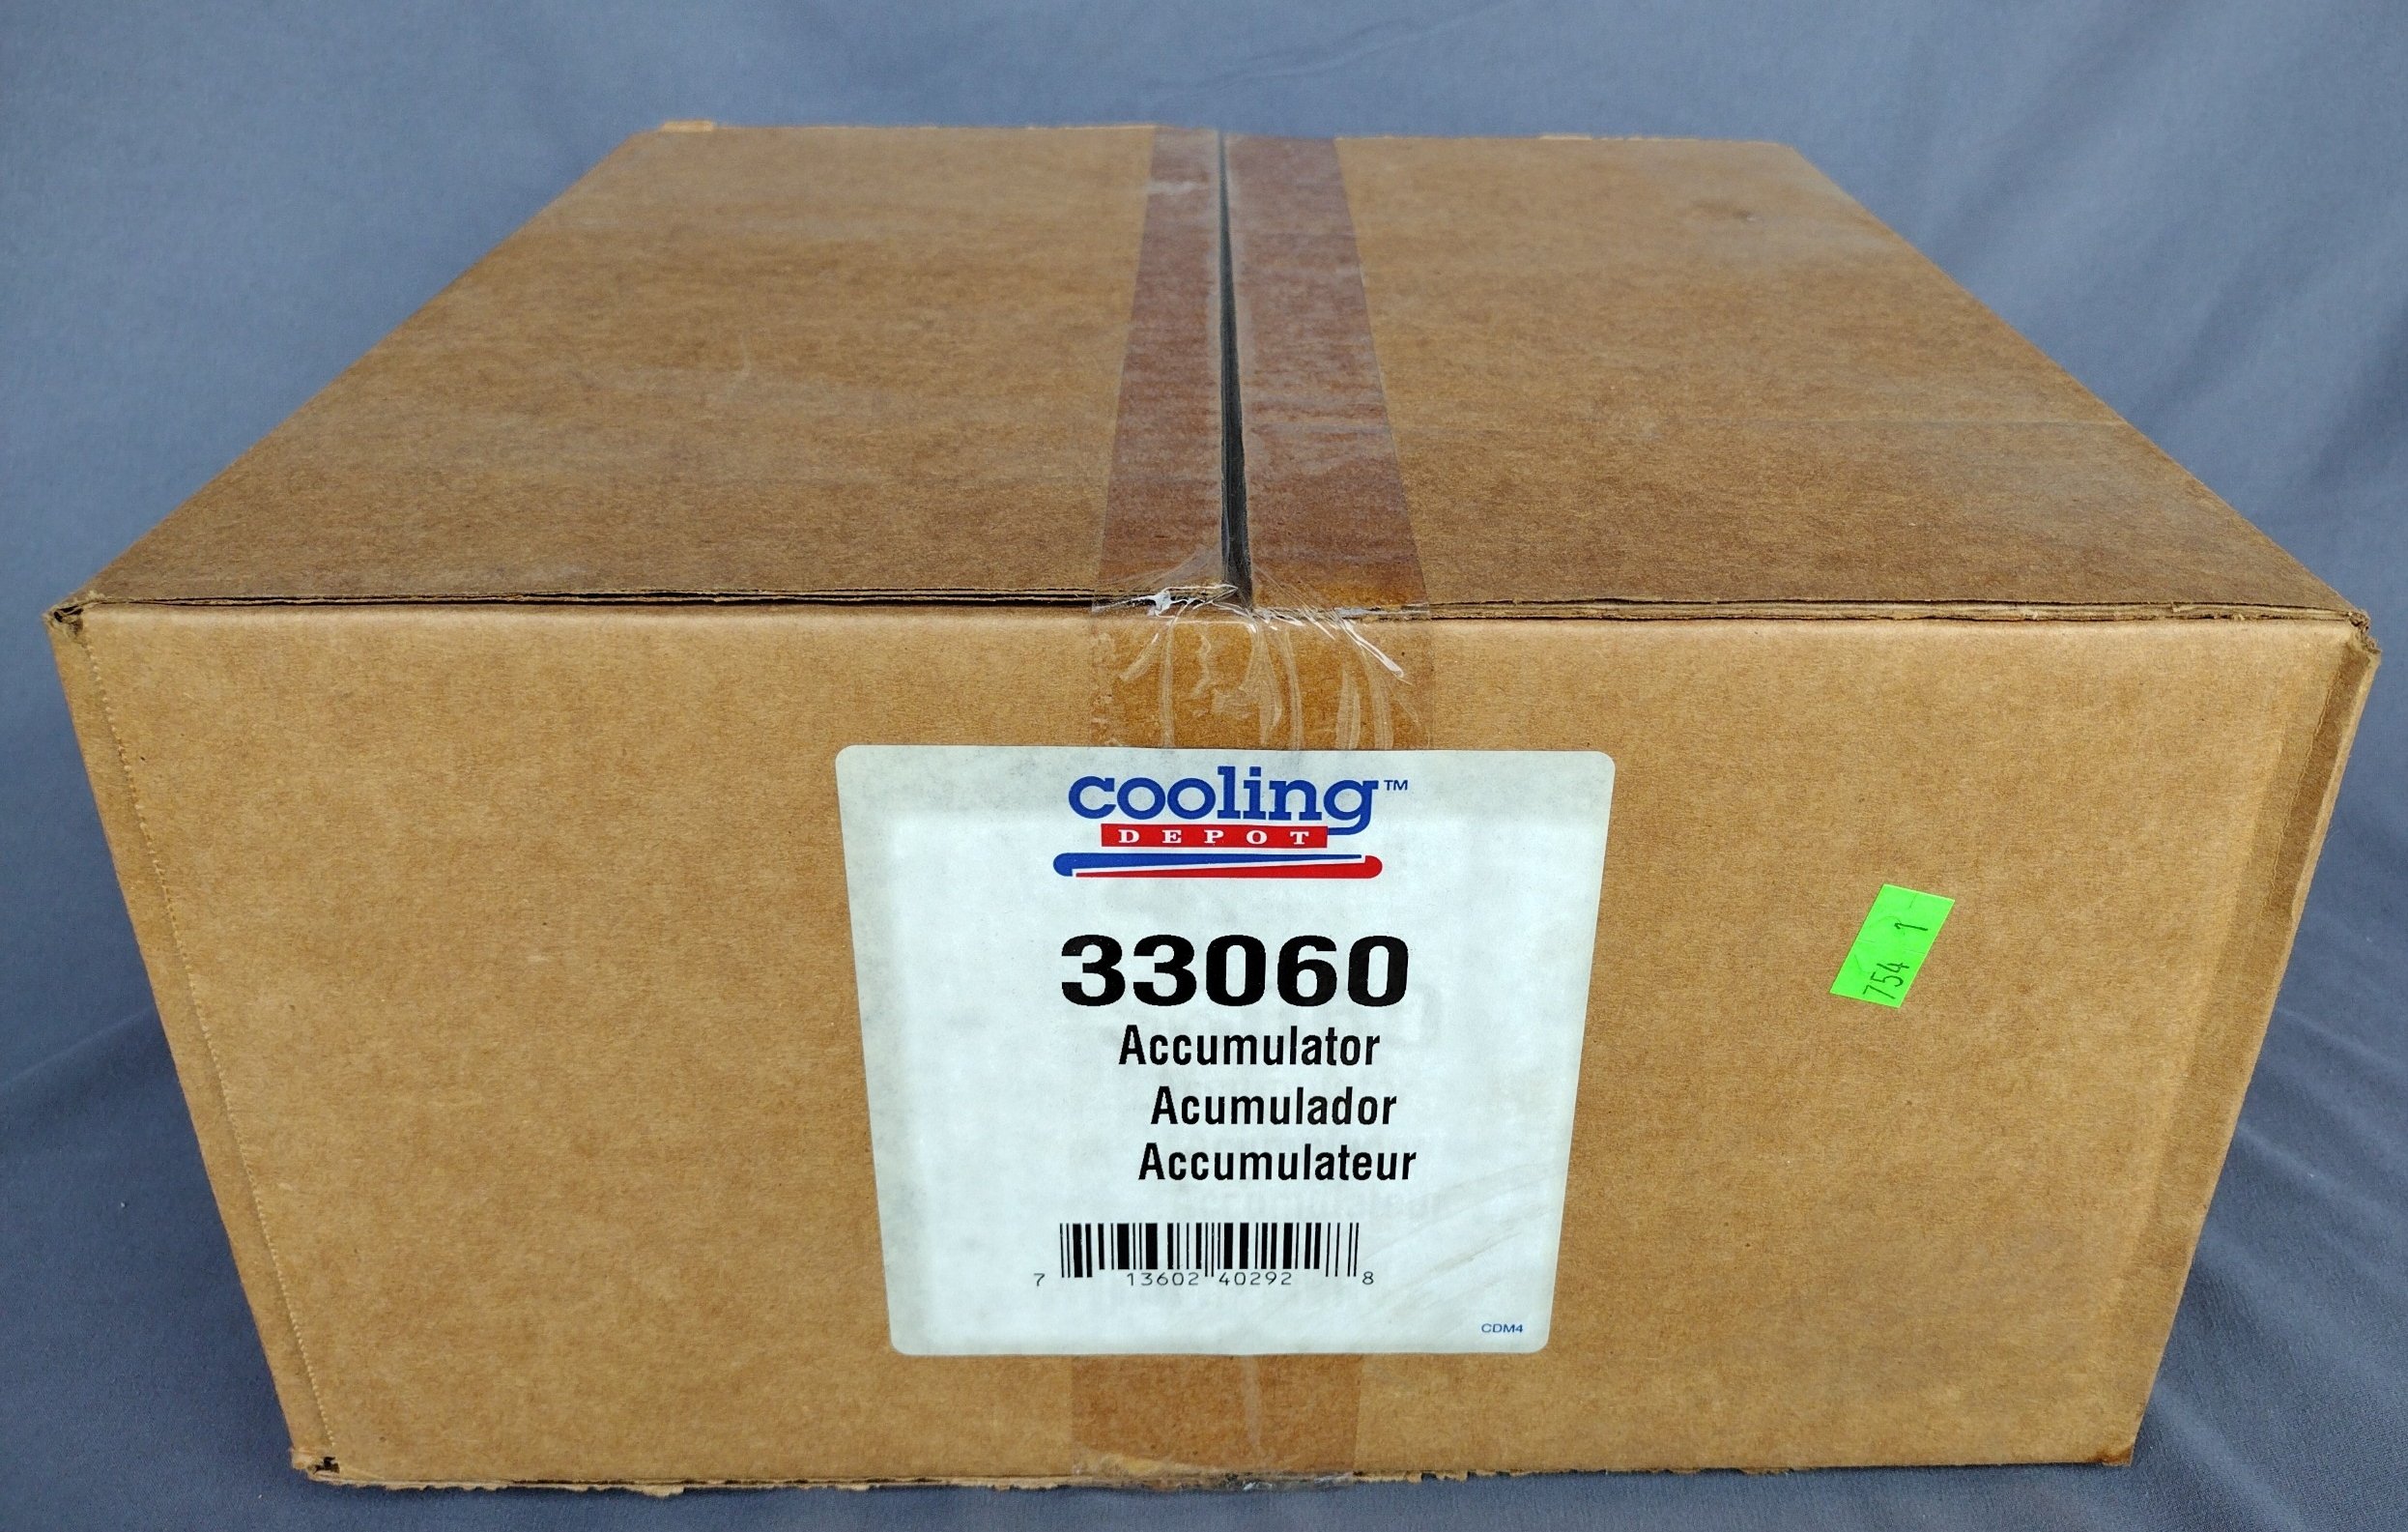 cooling™
DEPOT
33060
Accumulator
Acumulador
Accumulateur
7 13602 40292 8
CDM4
754 1